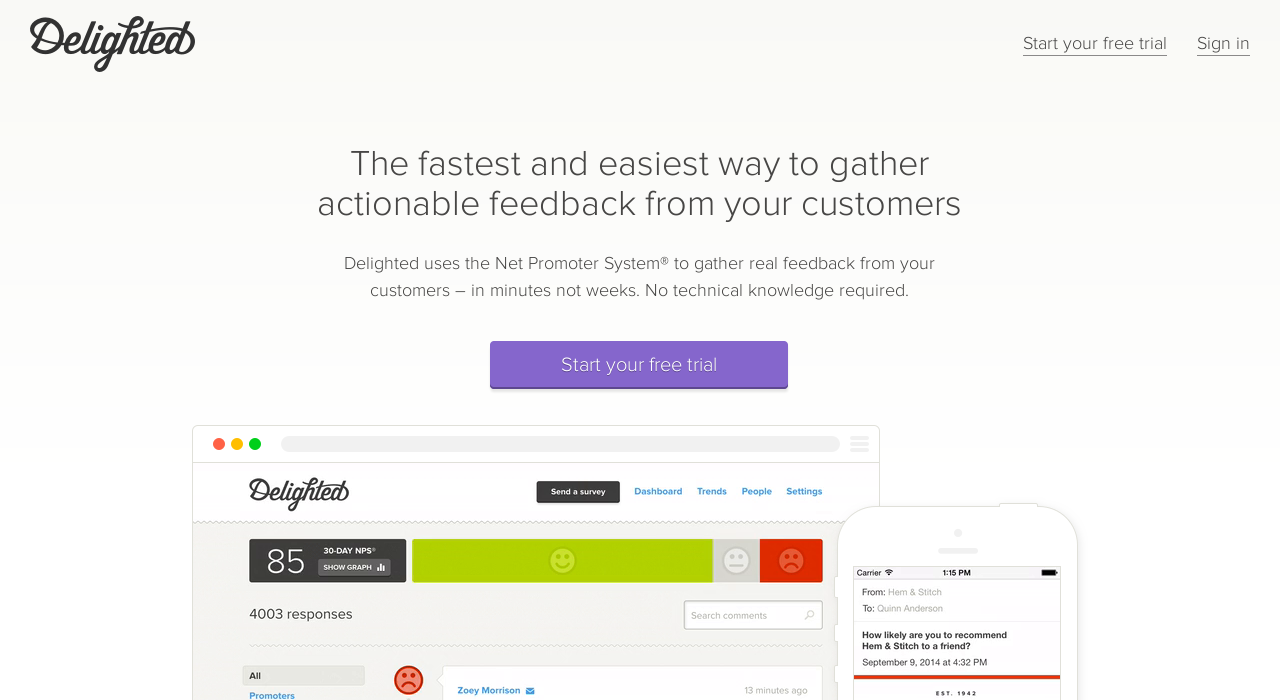 Delighted
Start your free trial
Sign in
The fastest and easiest way to gather
actionable feedback from your customers
Delighted uses the Net Promoter System® to gather real feedback from your
customers – in minutes not weeks. No technical knowledge required.
Start your free trial
Delighted
Send a survey
Dashboard
Trends
People
Settings
85
30-DAY NPS®
SHOW GRAPH
4003 responses
Search comments
All
Promoters
Zoey Morrison
13 minutes ago
Carrier
1:15 PM
From: Hem & Stitch
To: Quinn Anderson
How likely are you to recommend
Hem & Stitch to a friend?
September 9, 2014 at 4:32 PM
EST. 1942